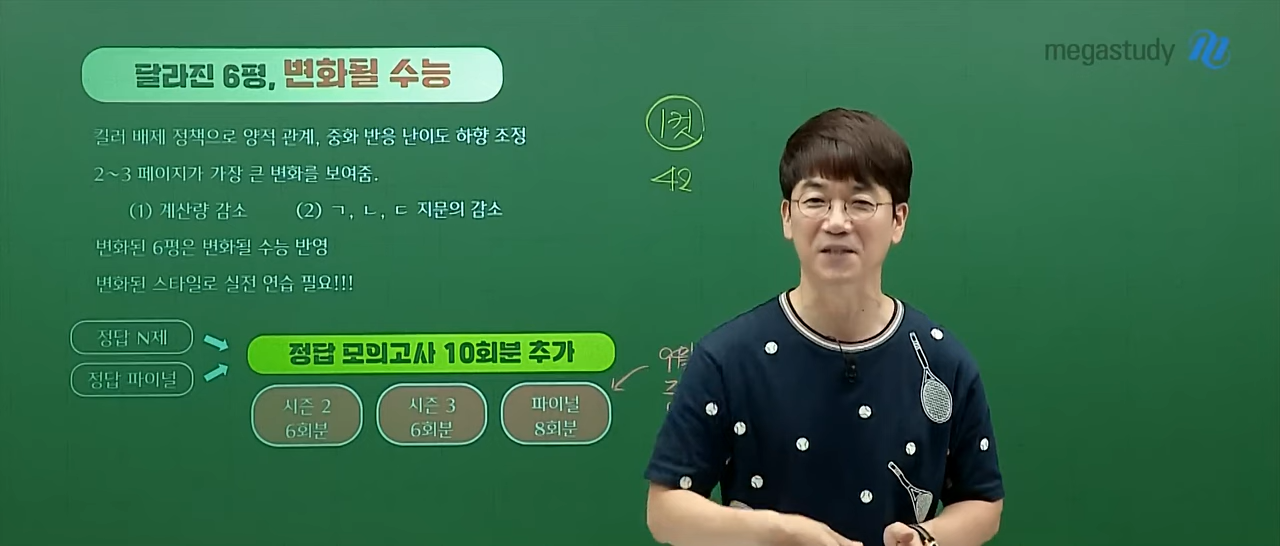 megastudy
달라진 6평, 변화될 수능
킬러 배제 정책으로 양적 관계, 중화 반응 난이도 하향 조정
2~3 페이지가 가장 큰 변화를 보여줌.
(1) 계산량 감소 (2) ㄱ, ㄴ, ㄷ 지문의 감소
변화된 6평은 변화될 수능 반영
변화된 스타일로 실전 연습 필요!!!
1컷
42
정답 N제
정답 파이널
정답 모의고사 10회분 추가
시즌 2
6회분
시즌 3
6회분
파이널
8회분